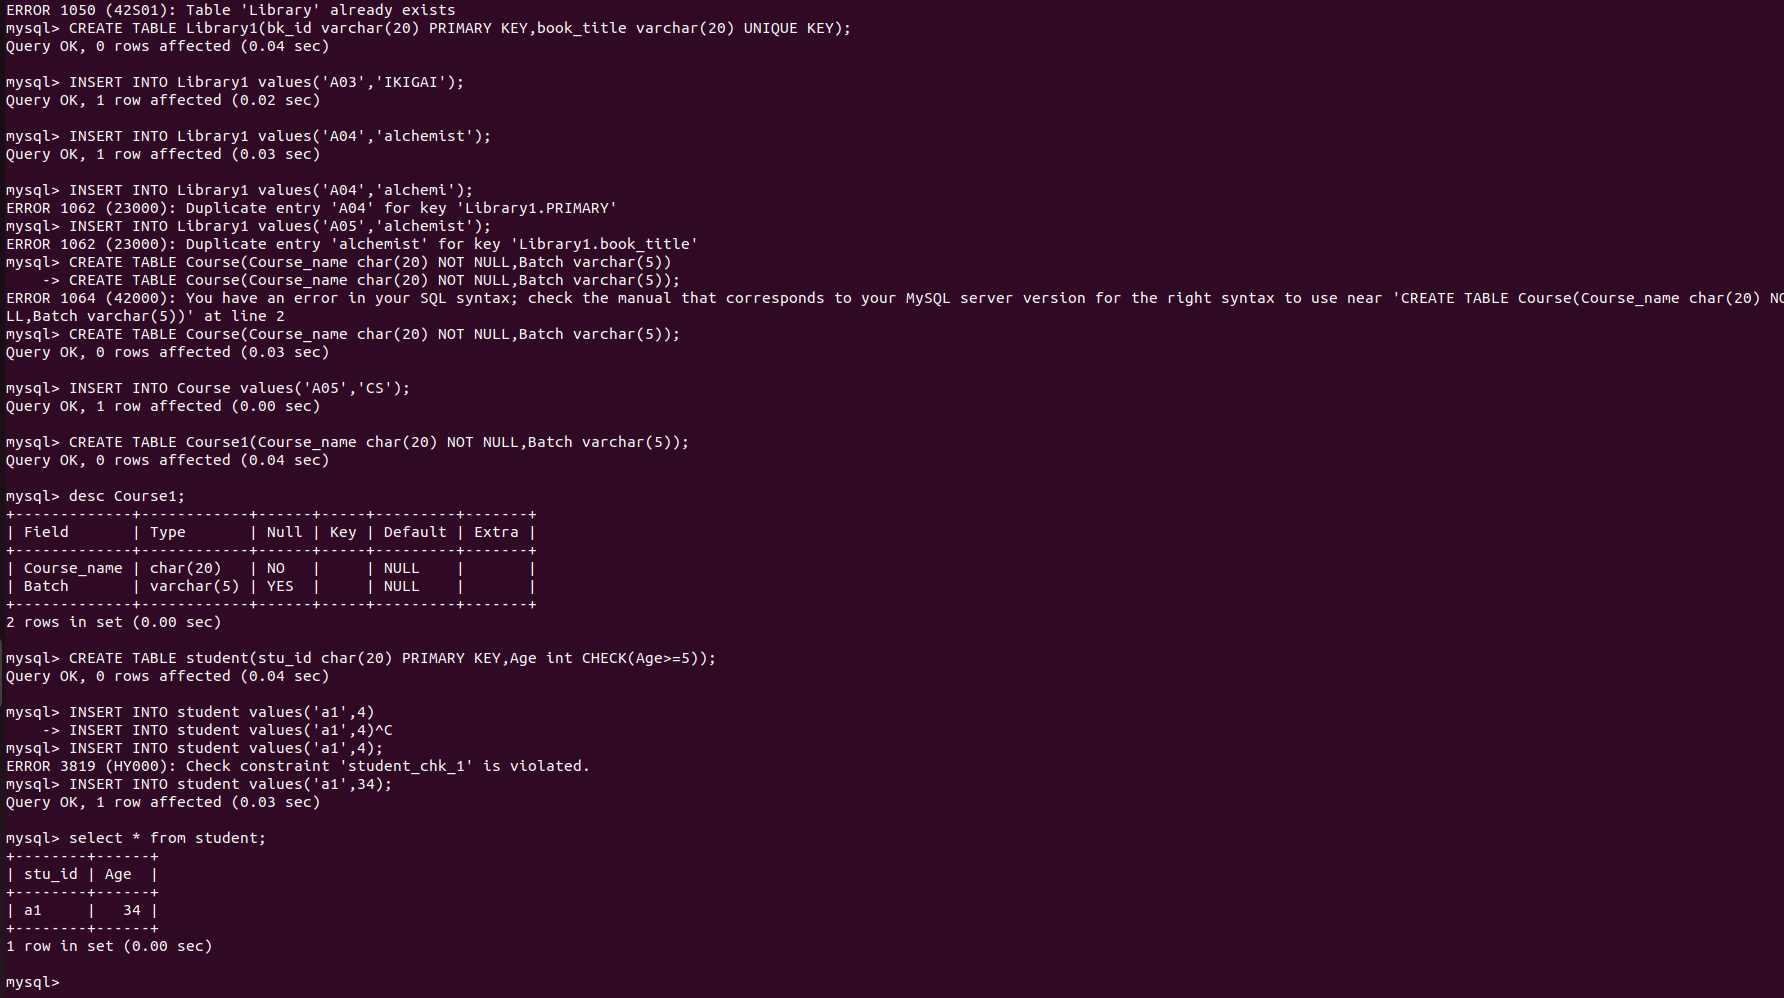 ERROR 1050 (42S01): Table 'Library' already exists
mysql> CREATE TABLE Library1(bk_id varchar(20) PRIMARY KEY,book_title varchar(20) UNIQUE KEY);
Query OK, 0 rows affected (0.04 sec)

mysql> INSERT INTO Library1 values('A03','IKIGAI');
Query OK, 1 row affected (0.02 sec)

mysql> INSERT INTO Library1 values('A04','alchemist');
Query OK, 1 row affected (0.03 sec)

mysql> INSERT INTO Library1 values('A04','alchemi');
ERROR 1062 (23000): Duplicate entry 'A04' for key 'Library1.PRIMARY'
mysql> INSERT INTO Library1 values('A05','alchemist');
ERROR 1062 (23000): Duplicate entry 'alchemist' for key 'Library1.book_title'
mysql> CREATE TABLE Course(Course_name char(20) NOT NULL,Batch varchar(5))
    -> CREATE TABLE Course(Course_name char(20) NOT NULL,Batch varchar(5));
ERROR 1064 (42000): You have an error in your SQL syntax; check the manual that corresponds to your MySQL server version for the right syntax to use near 'CREATE TABLE Course(Course_name char(20) NO
LL,Batch varchar(5))' at line 2
mysql> CREATE TABLE Course(Course_name char(20) NOT NULL,Batch varchar(5));
Query OK, 0 rows affected (0.03 sec)

mysql> INSERT INTO Course values('A05','CS');
Query OK, 1 row affected (0.00 sec)

mysql> CREATE TABLE Course1(Course_name char(20) NOT NULL,Batch varchar(5));
Query OK, 0 rows affected (0.04 sec)

mysql> desc Course1;
+-------------+------------+------+-----+---------+-------+
| Field       | Type       | Null | Key | Default | Extra |
+-------------+------------+------+-----+---------+-------+
| Course_name | char(20)   | NO   |     | NULL    |       |
| Batch       | varchar(5) | YES  |     | NULL    |       |
+-------------+------------+------+-----+---------+-------+
2 rows in set (0.00 sec)

mysql> CREATE TABLE student(stu_id char(20) PRIMARY KEY,Age int CHECK(Age>=5));
Query OK, 0 rows affected (0.04 sec)

mysql> INSERT INTO student values('a1',4)
    -> INSERT INTO student values('a1',4)^C
mysql> INSERT INTO student values('a1',4);
ERROR 3819 (HY000): Check constraint 'student_chk_1' is violated.
mysql> INSERT INTO student values('a1',34);
Query OK, 1 row affected (0.03 sec)

mysql> select * from student;
+--------+------+
| stu_id | Age  |
+--------+------+
| a1     |   34 |
+--------+------+
1 row in set (0.00 sec)

mysql>